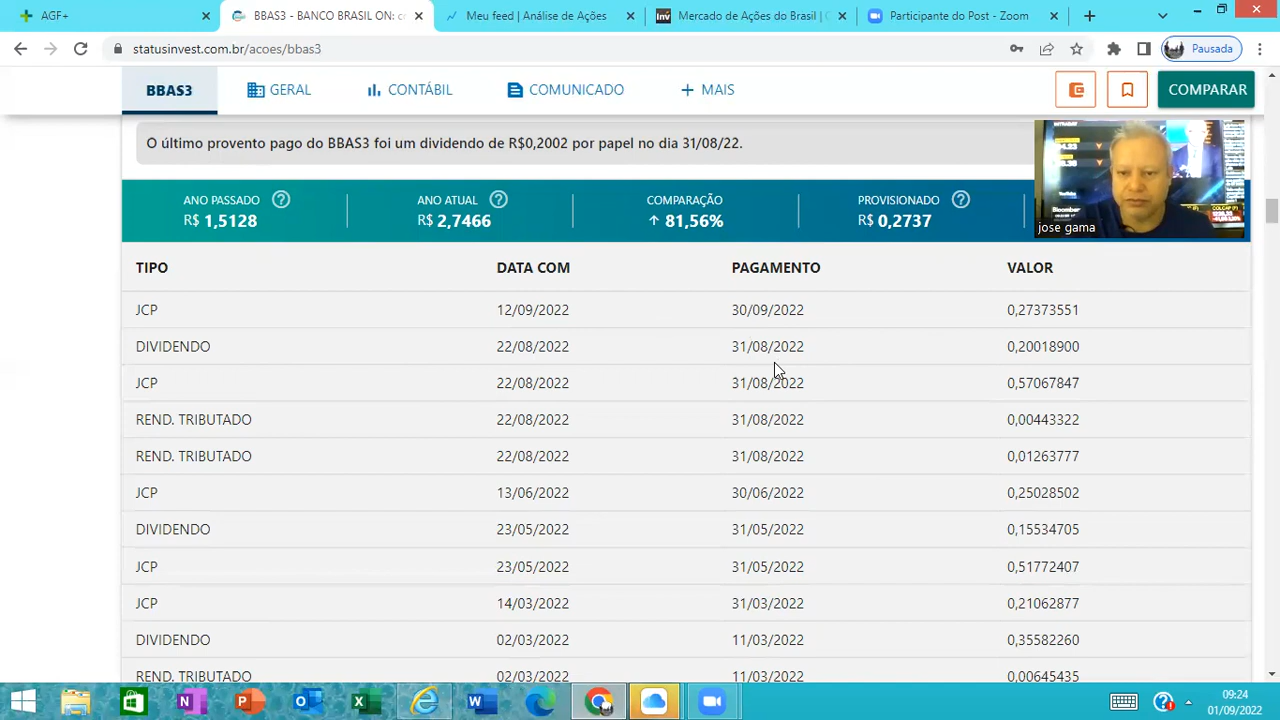 AGF+
BBAS3 - BANCO BRASIL ON: c
Meu feed | Análise de Ações
Mercado de Ações do Brasil | C
Participante do Post - Zoom
statusinvest.com.br/acoes/bbas3
Pausada
BBAS3
GERAL
CONTÁBIL
COMUNICADO
+ MAIS
COMPARAR
O último provento pago do BBAS3 foi um dividendo de R$0,2002 por papel no dia 31/08/22.
ANO PASSADO
R$ 1,5128
ANO ATUAL
R$ 2,7466
COMPARAÇÃO
↑ 81,56%
PROVISIONADO
R$ 0,2737
YouTube
Bloomberg
jose gama
TIPO DATA COM PAGAMENTO VALOR
JCP 12/09/2022 30/09/2022 0,27373551
DIVIDENDO 22/08/2022 31/08/2022 0,20018900
JCP 22/08/2022 31/08/2022 0,57067847
REND. TRIBUTADO 22/08/2022 31/08/2022 0,00443322
REND. TRIBUTADO 22/08/2022 31/08/2022 0,01263777
JCP 13/06/2022 30/06/2022 0,25028502
DIVIDENDO 23/05/2022 31/05/2022 0,15534705
JCP 23/05/2022 31/05/2022 0,51772407
JCP 14/03/2022 31/03/2022 0,21062877
DIVIDENDO 02/03/2022 11/03/2022 0,35582260
REND. TRIBUTADO 02/03/2022 11/03/2022 0,00645435
09:24
01/09/2022